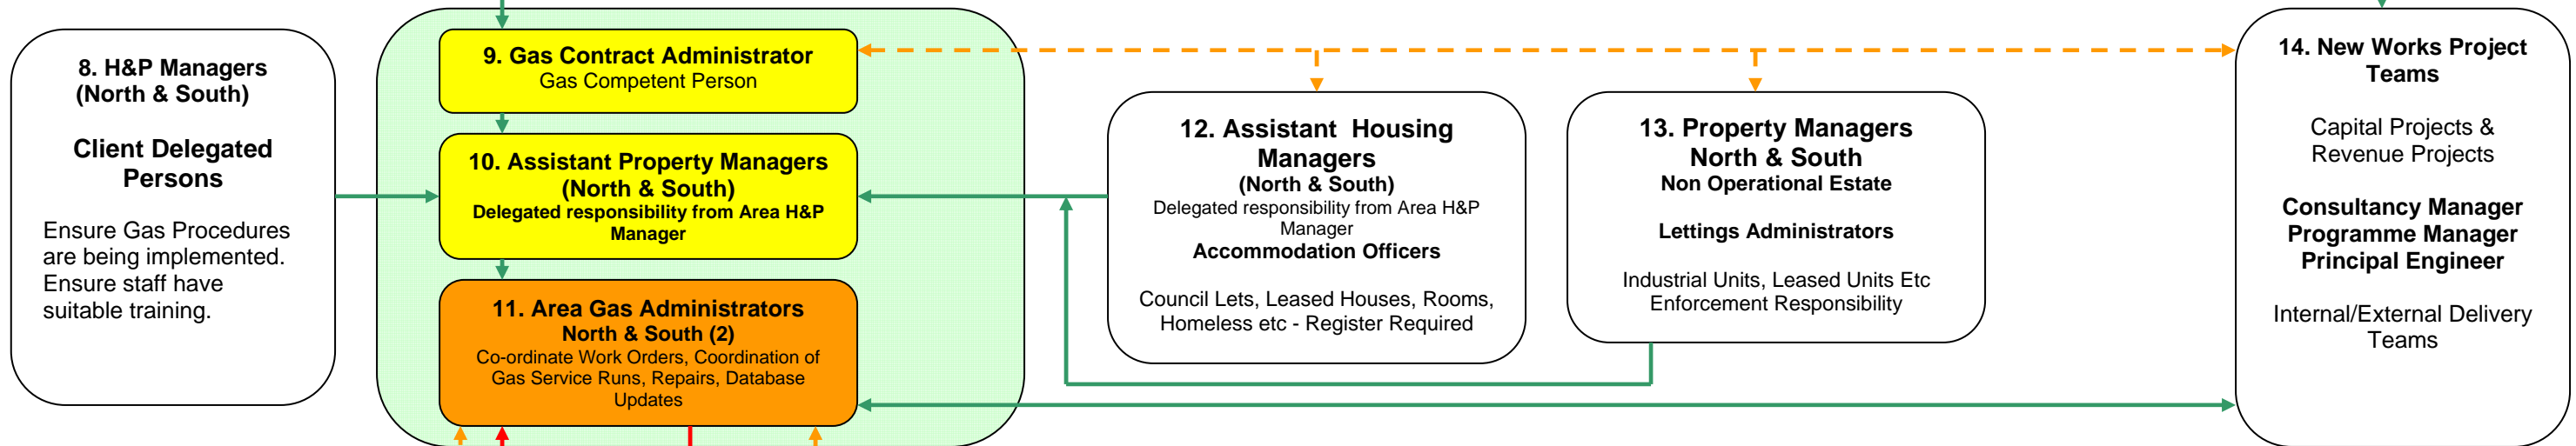 8. H&P Managers
(North & South)
Client Delegated
Persons
Ensure Gas Procedures
are being implemented.
Ensure staff have
suitable training.
9. Gas Contract Administrator
Gas Competent Person
10. Assistant Property Managers
(North & South)
Delegated responsibility from Area H&P
Manager
11. Area Gas Administrators
North & South (2)
Co-ordinate Work Orders, Coordination of
Gas Service Runs, Repairs, Database
Updates
12. Assistant Housing
Managers
(North & South)
Delegated responsibility from Area H&P
Manager
Accommodation Officers
Council Lets, Leased Houses, Rooms,
Homeless etc - Register Required
13. Property Managers
North & South
Non Operational Estate
Lettings Administrators
Industrial Units, Leased Units Etc
Enforcement Responsibility
14. New Works Project
Teams
Capital Projects &
Revenue Projects
Consultancy Manager
Programme Manager
Principal Engineer
Internal/External Delivery
Teams